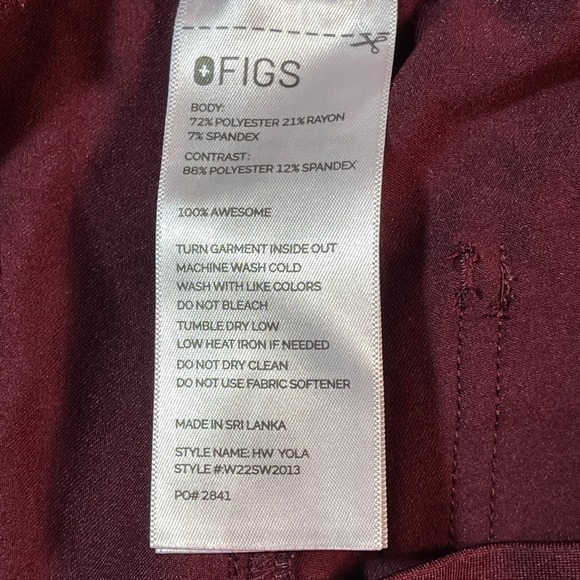 FIGS
BODY:
72% POLYESTER 21% RAYON
7% SPANDEX
CONTRAST:
88% POLYESTER 12% SPANDEX
100% AWESOME
TURN GARMENT INSIDE OUT
MACHINE WASH COLD
WASH WITH LIKE COLORS
DO NOT BLEACH
TUMBLE DRY LOW
LOW HEAT IRON IF NEEDED
DO NOT DRY CLEAN
DO NOT USE FABRIC SOFTENER
MADE IN SRI LANKA
STYLE NAME: HW YOLA
STYLE #W22SW2013
PO# 2841